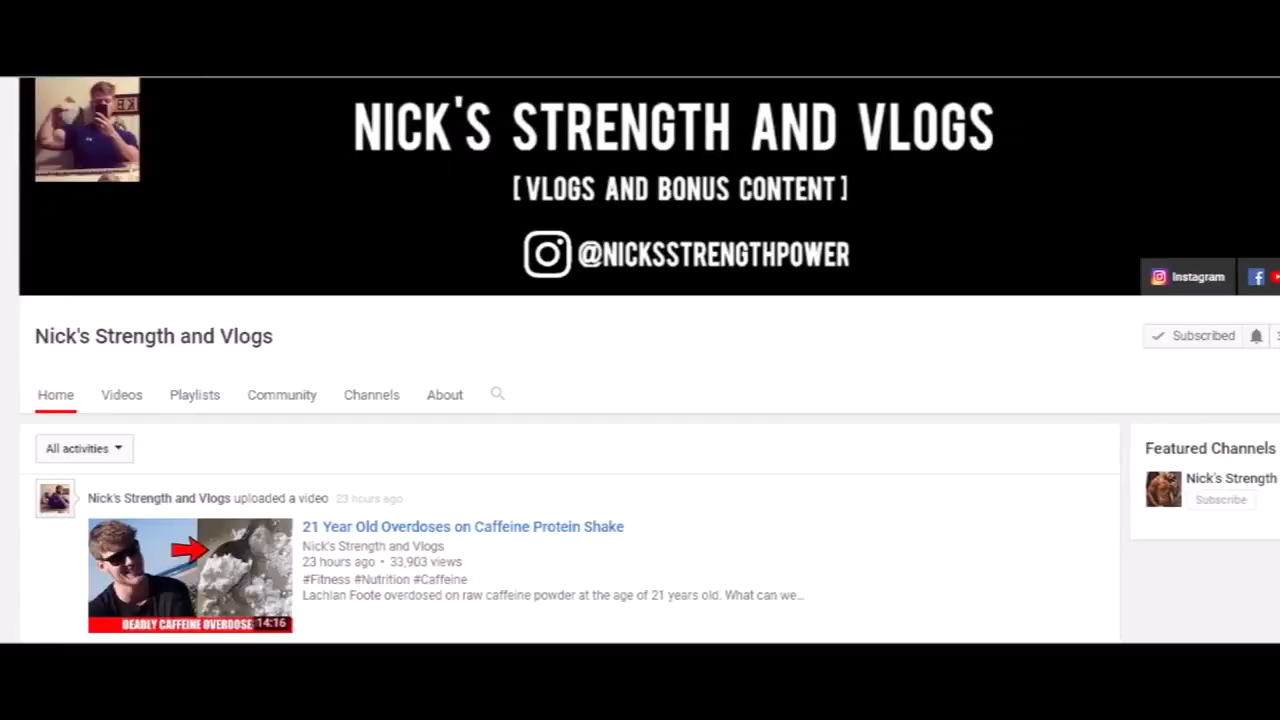 NICK'S STRENGTH AND VLOGS
[ VLOGS AND BONUS CONTENT ]
@NICKSSTRENGTHPOWER
Instagram
Nick's Strength and Vlogs
Subscribed
Home Videos Playlists Community Channels About
All activities
Featured Channels
Nick's Strength and Vlogs uploaded a video 23 hours ago
Nick's Strength
Subscribe
21 Year Old Overdoses on Caffeine Protein Shake
Nick's Strength and Vlogs
23 hours ago • 33,903 views
#Fitness #Nutrition #Caffeine
Lachlan Foote overdosed on raw caffeine powder at the age of 21 years old. What can we...
DEADLY CAFFEINE OVERDOSE
14:16